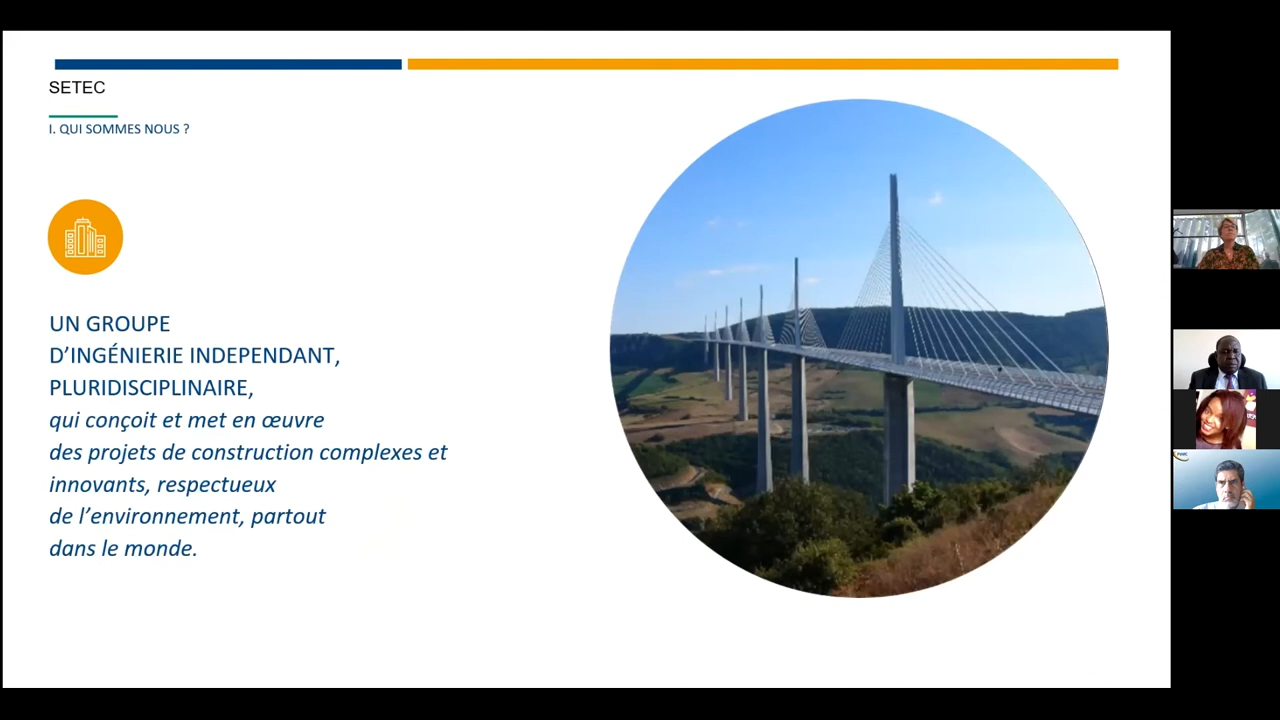 SETEC
I. QUI SOMMES NOUS ?
UN GROUPE
D’INGÉNIERIE INDEPENDANT,
PLURIDISCIPLINAIRE,
qui conçoit et met en œuvre
des projets de construction complexes et
innovants, respectueux
de l’environnement, partout
dans le monde.